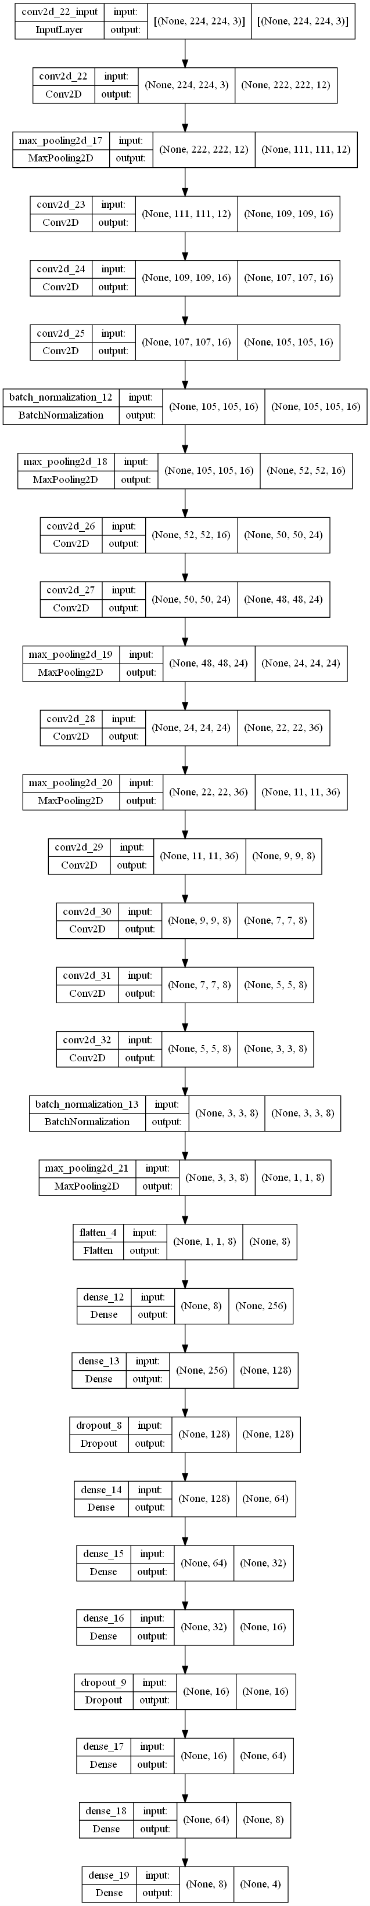 conv2d_22_input input: [(None, 224, 224, 3)] [(None, 224, 224, 3)]
InputLayer output:
conv2d_22 input: (None, 224, 224, 3) (None, 222, 222, 12)
Conv2D output:
max_pooling2d_17 input: (None, 222, 222, 12) (None, 111, 111, 12)
MaxPooling2D output:
conv2d_23 input: (None, 111, 111, 12) (None, 109, 109, 16)
Conv2D output:
conv2d_24 input: (None, 109, 109, 16) (None, 107, 107, 16)
Conv2D output:
conv2d_25 input: (None, 107, 107, 16) (None, 105, 105, 16)
Conv2D output:
batch_normalization_12 input: (None, 105, 105, 16) (None, 105, 105, 16)
BatchNormalization output:
max_pooling2d_18 input: (None, 105, 105, 16) (None, 52, 52, 16)
MaxPooling2D output:
conv2d_26 input: (None, 52, 52, 16) (None, 50, 50, 24)
Conv2D output:
conv2d_27 input: (None, 50, 50, 24) (None, 48, 48, 24)
Conv2D output:
max_pooling2d_19 input: (None, 48, 48, 24) (None, 24, 24, 24)
MaxPooling2D output:
conv2d_28 input: (None, 24, 24, 24) (None, 22, 22, 36)
Conv2D output:
max_pooling2d_20 input: (None, 22, 22, 36) (None, 11, 11, 36)
MaxPooling2D output:
conv2d_29 input: (None, 11, 11, 36) (None, 9, 9, 8)
Conv2D output:
conv2d_30 input: (None, 9, 9, 8) (None, 7, 7, 8)
Conv2D output:
conv2d_31 input: (None, 7, 7, 8) (None, 5, 5, 8)
Conv2D output:
conv2d_32 input: (None, 5, 5, 8) (None, 3, 3, 8)
Conv2D output:
batch_normalization_13 input: (None, 3, 3, 8) (None, 3, 3, 8)
BatchNormalization output:
max_pooling2d_21 input: (None, 3, 3, 8) (None, 1, 1, 8)
MaxPooling2D output:
flatten_4 input: (None, 1, 1, 8) (None, 8)
Flatten output:
dense_12 input: (None, 8) (None, 256)
Dense output:
dense_13 input: (None, 256) (None, 128)
Dense output:
dropout_8 input: (None, 128) (None, 128)
Dropout output:
dense_14 input: (None, 128) (None, 64)
Dense output:
dense_15 input: (None, 64) (None, 32)
Dense output:
dense_16 input: (None, 32) (None, 16)
Dense output:
dropout_9 input: (None, 16) (None, 16)
Dropout output:
dense_17 input: (None, 16) (None, 64)
Dense output:
dense_18 input: (None, 64) (None, 8)
Dense output:
dense_19 input: (None, 8) (None, 4)
Dense output: